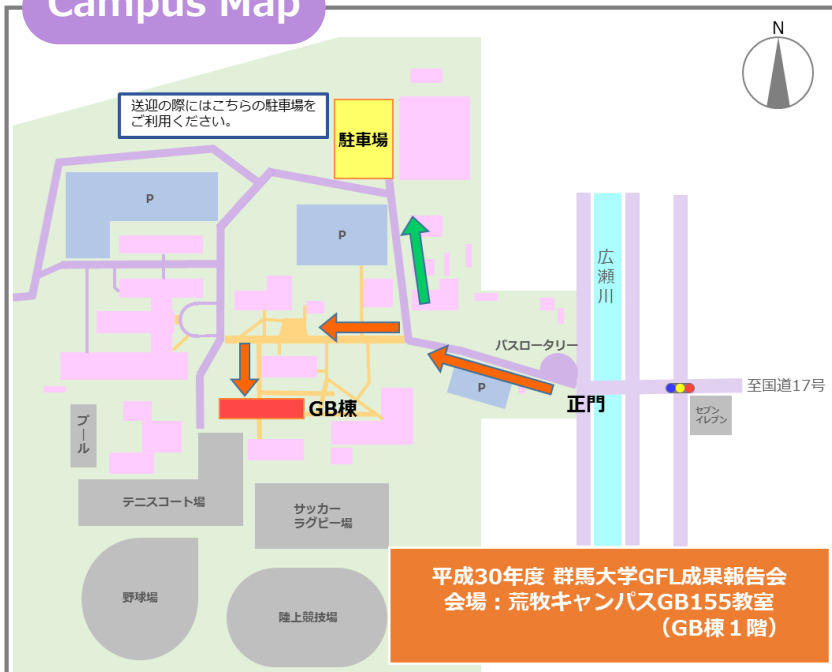 Campus Map
N
送迎の際にはこちらの駐車場を
ご利用ください。
駐車場
P
P
広瀬川
バスロータリー
P
正門
至国道17号
セブン
イレブン
GB棟
プール
テニスコート場
サッカー
ラグビー場
野球場
陸上競技場
平成30年度 群馬大学GFL成果報告会
会場：荒牧キャンパスGB155教室
（GB棟１階）